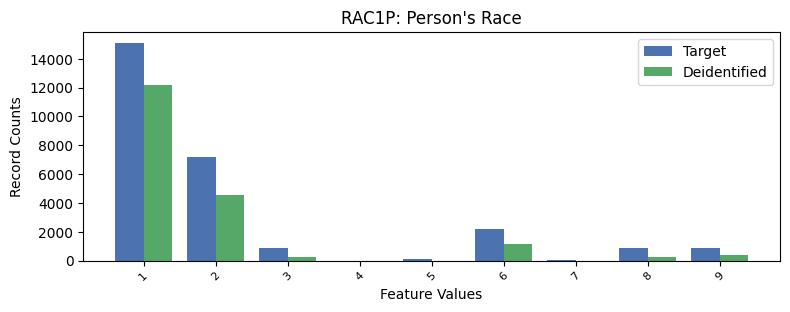 RAC1P: Person's Race
Target
Deidentified
Record Counts
14000
12000
10000
8000
6000
4000
2000
0
1 2 3 4 5 6 7 8 9
Feature Values